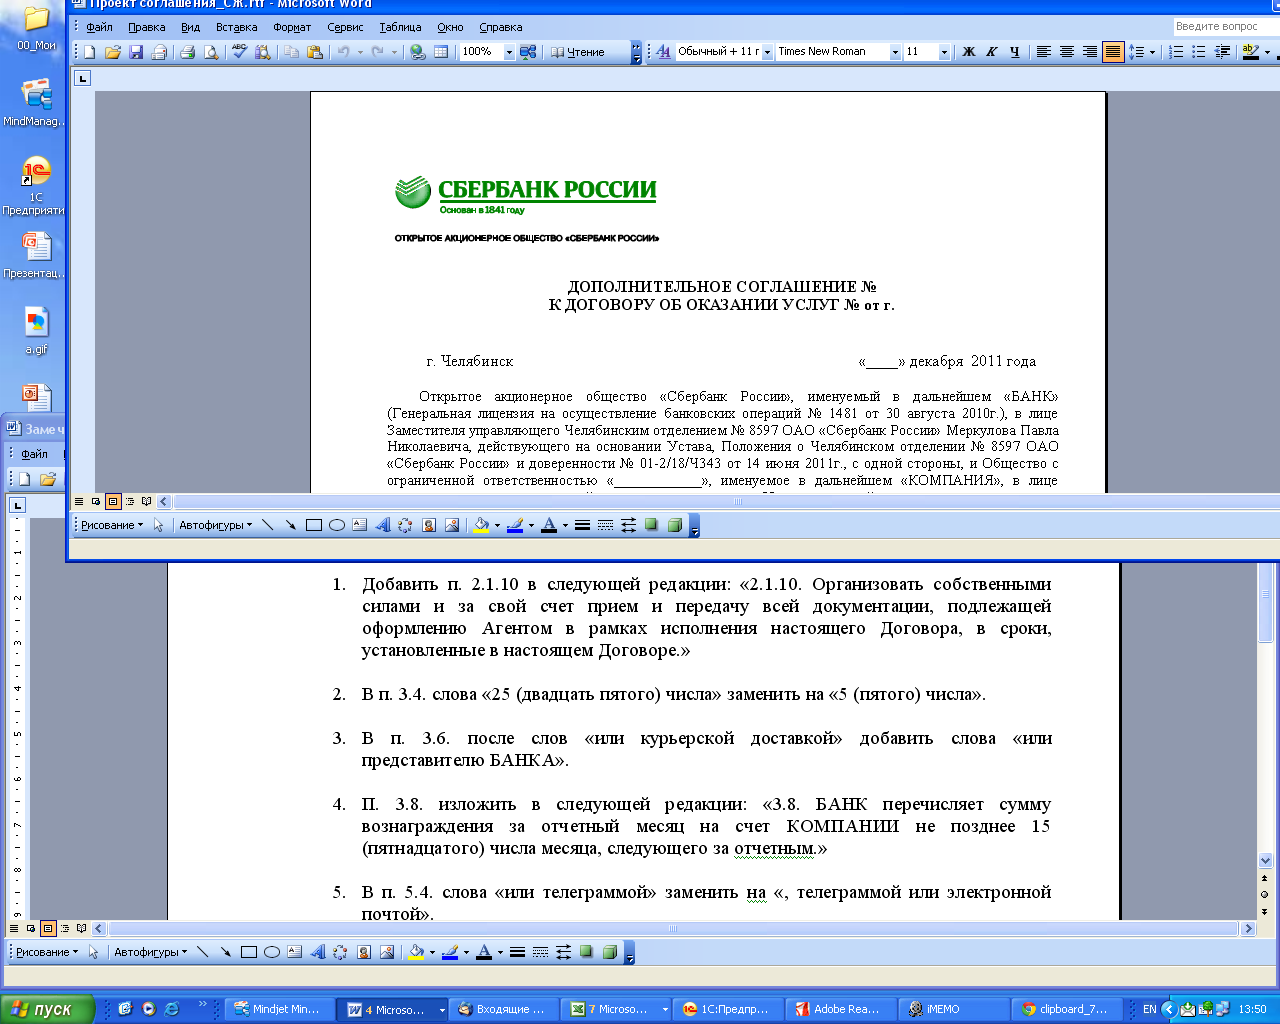 Проект соглашения_СЖ.rtf - Microsoft Word
Файл Правка Вид Вставка Формат Сервис Таблица Окно Справка
Введите вопрос
100% Чтение Обычный + 11 г Times New Roman 11 Ж К Ч
00_Мои
MindManag...
1С
Предприяти
Презентац...
a.gif
СБЕРБАНК РОССИИ
Основан в 1841 году
ОТКРЫТОЕ АКЦИОНЕРНОЕ ОБЩЕСТВО «СБЕРБАНК РОССИИ»
ДОПОЛНИТЕЛЬНОЕ СОГЛАШЕНИЕ №
К ДОГОВОРУ ОБ ОКАЗАНИИ УСЛУГ № от г.
г. Челябинск «____» декабря 2011 года
Открытое акционерное общество «Сбербанк России», именуемый в дальнейшем «БАНК»
(Генеральная лицензия на осуществление банковских операций № 1481 от 30 августа 2010г.), в лице
Заместителя управляющего Челябинским отделением № 8597 ОАО «Сбербанк России» Меркулова Павла
Николаевича, действующего на основании Устава, Положения о Челябинском отделении № 8597 ОАО
«Сбербанк России» и доверенности № 01-2/18/Ч343 от 14 июня 2011г., с одной стороны, и Общество с
ограниченной ответственностью «___________», именуемое в дальнейшем «КОМПАНИЯ», в лице
Рисование Автофигуры
Замеч
Файл
1. Добавить п. 2.1.10 в следующей редакции: «2.1.10. Организовать собственными
силами и за свой счет прием и передачу всей документации, подлежащей
оформлению Агентом в рамках исполнения настоящего Договора, в сроки,
установленные в настоящем Договоре.»
2. В п. 3.4. слова «25 (двадцать пятого) числа» заменить на «5 (пятого) числа».
3. В п. 3.6. после слов «или курьерской доставкой» добавить слова «или
представителю БАНКА».
4. П. 3.8. изложить в следующей редакции: «3.8. БАНК перечисляет сумму
вознаграждения за отчетный месяц на счет КОМПАНИИ не позднее 15
(пятнадцатого) числа месяца, следующего за отчетным.»
5. В п. 5.4. слова «или телеграммой» заменить на «, телеграммой или электронной
почтой».
Рисование Автофигуры
пуск Mindjet Min... 4 Microso... Входящие ... 7 Microso... 1С:Предпр... Adobe Rea... iMEMO clipboard_7... EN 13:50